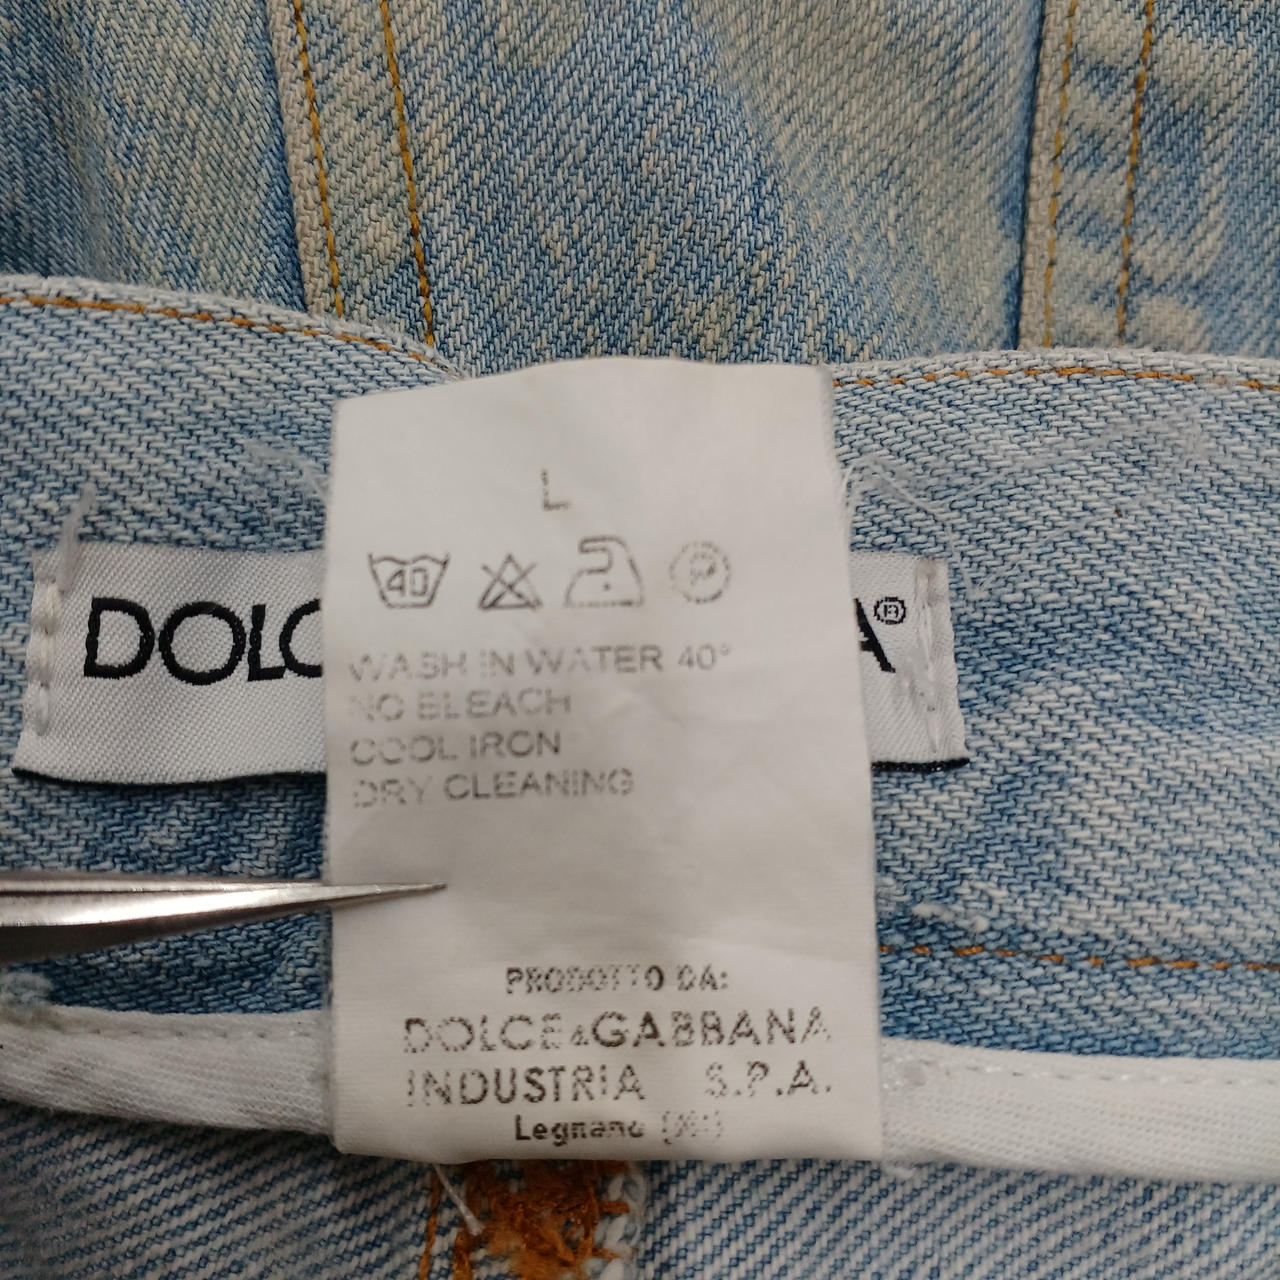 L
40
DOLC A®
WASH IN WATER 40°
NO BLEACH
COOL IRON
DRY CLEANING
PRODOTTO DA:
DOLCE&GABBANA
INDUSTRIA S.P.A.
Legnano